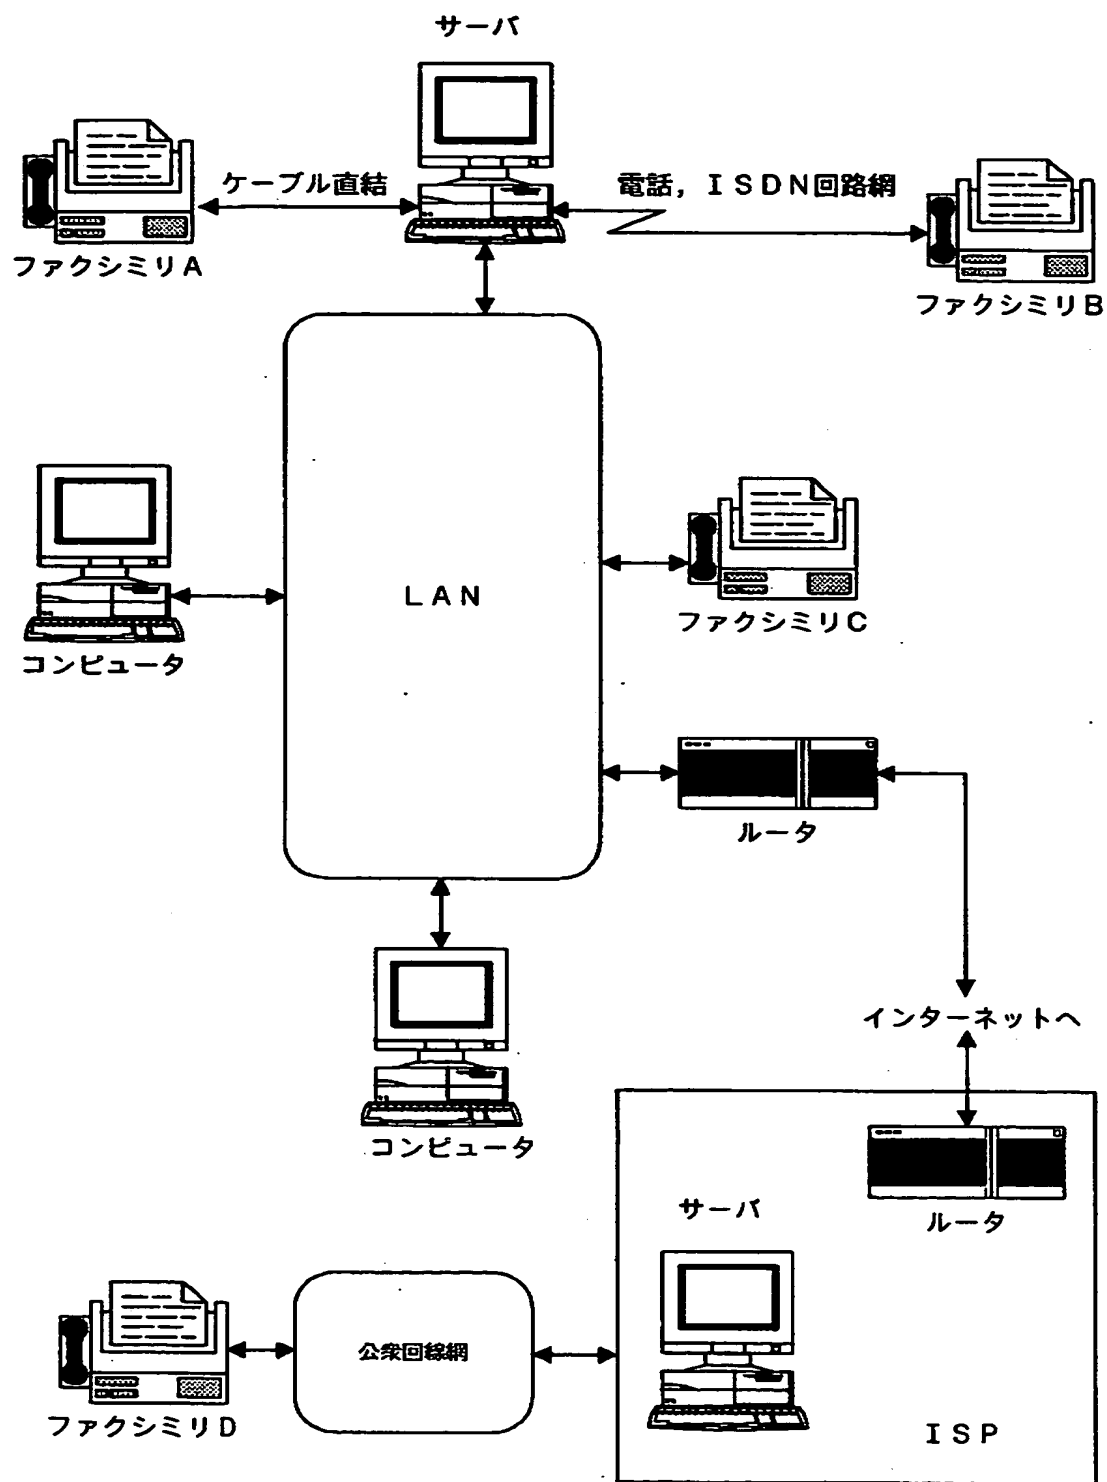 サーバ
ケーブル直結
電話，ＩＳＤＮ回路網
ファクシミリＡ
ファクシミリＢ
ＬＡＮ
コンピュータ
ファクシミリＣ
ルータ
インターネットへ
コンピュータ
ルータ
サーバ
公衆回線網
ファクシミリＤ
ＩＳＰ